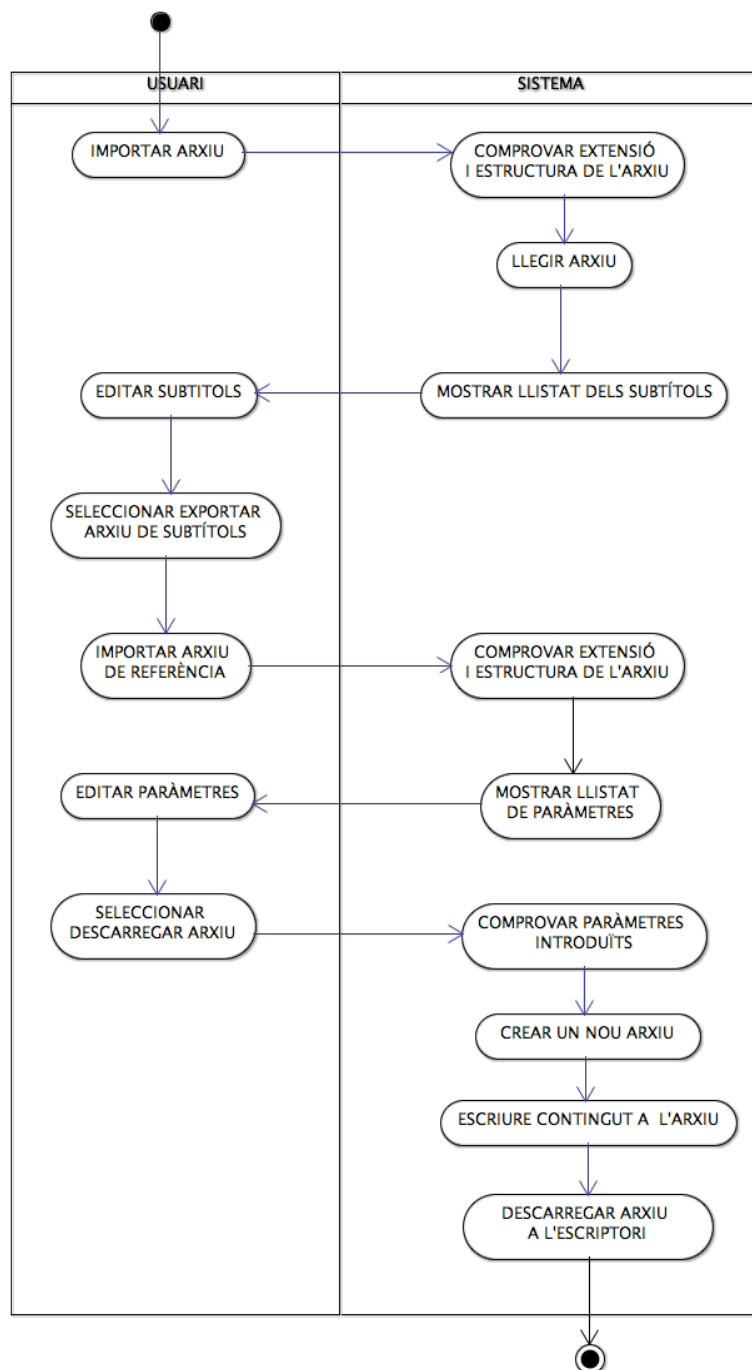 USUARI
SISTEMA
IMPORTAR ARXIU
COMPROVAR EXTENSIÓ
I ESTRUCTURA DE L'ARXIU
LLEGIR ARXIU
EDITAR SUBTITOLS
MOSTRAR LLISTAT DELS SUBTÍTOLS
SELECCIONAR EXPORTAR
ARXIU DE SUBTÍTOLS
IMPORTAR ARXIU
DE REFERÈNCIA
COMPROVAR EXTENSIÓ
I ESTRUCTURA DE L'ARXIU
EDITAR PARÀMETRES
MOSTRAR LLISTAT
DE PARÀMETRES
SELECCIONAR
DESCARREGAR ARXIU
COMPROVAR PARÀMETRES
INTRODUÏTS
CREAR UN NOU ARXIU
ESCRIURE CONTINGUT A L'ARXIU
DESCARREGAR ARXIU
A L'ESCRIPTORI